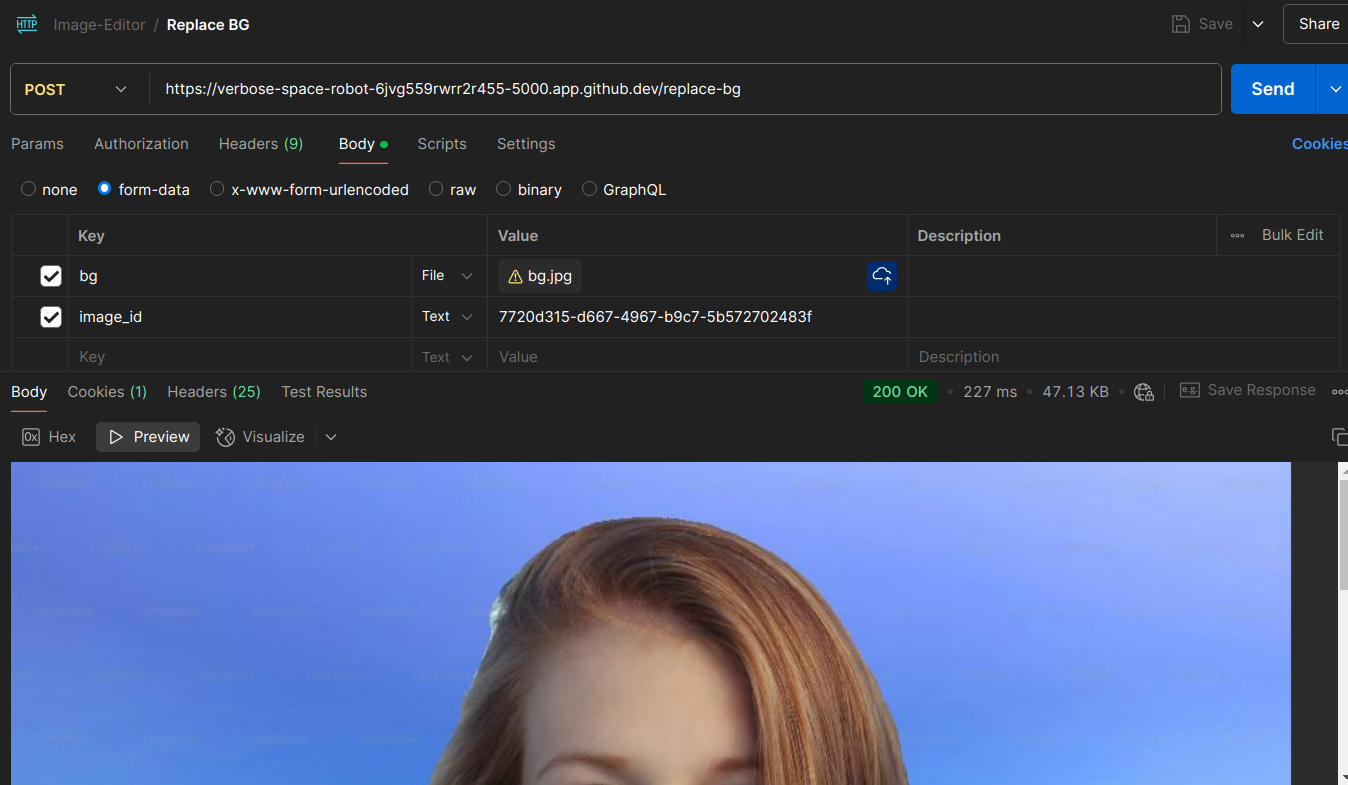 HTTP Image-Editor / Replace BG Save Share
POST https://verbose-space-robot-6jvg559rwrr2r455-5000.app.github.dev/replace-bg Send
Params Authorization Headers (9) Body Scripts Settings Cookies
none form-data x-www-form-urlencoded raw binary GraphQL
Key Value Description Bulk Edit
bg File bg.jpg
image_id Text 7720d315-d667-4967-b9c7-5b572702483f
Key Text Value Description
Body Cookies (1) Headers (25) Test Results 200 OK 227 ms 47.13 KB e.g. Save Response
0x Hex Preview Visualize